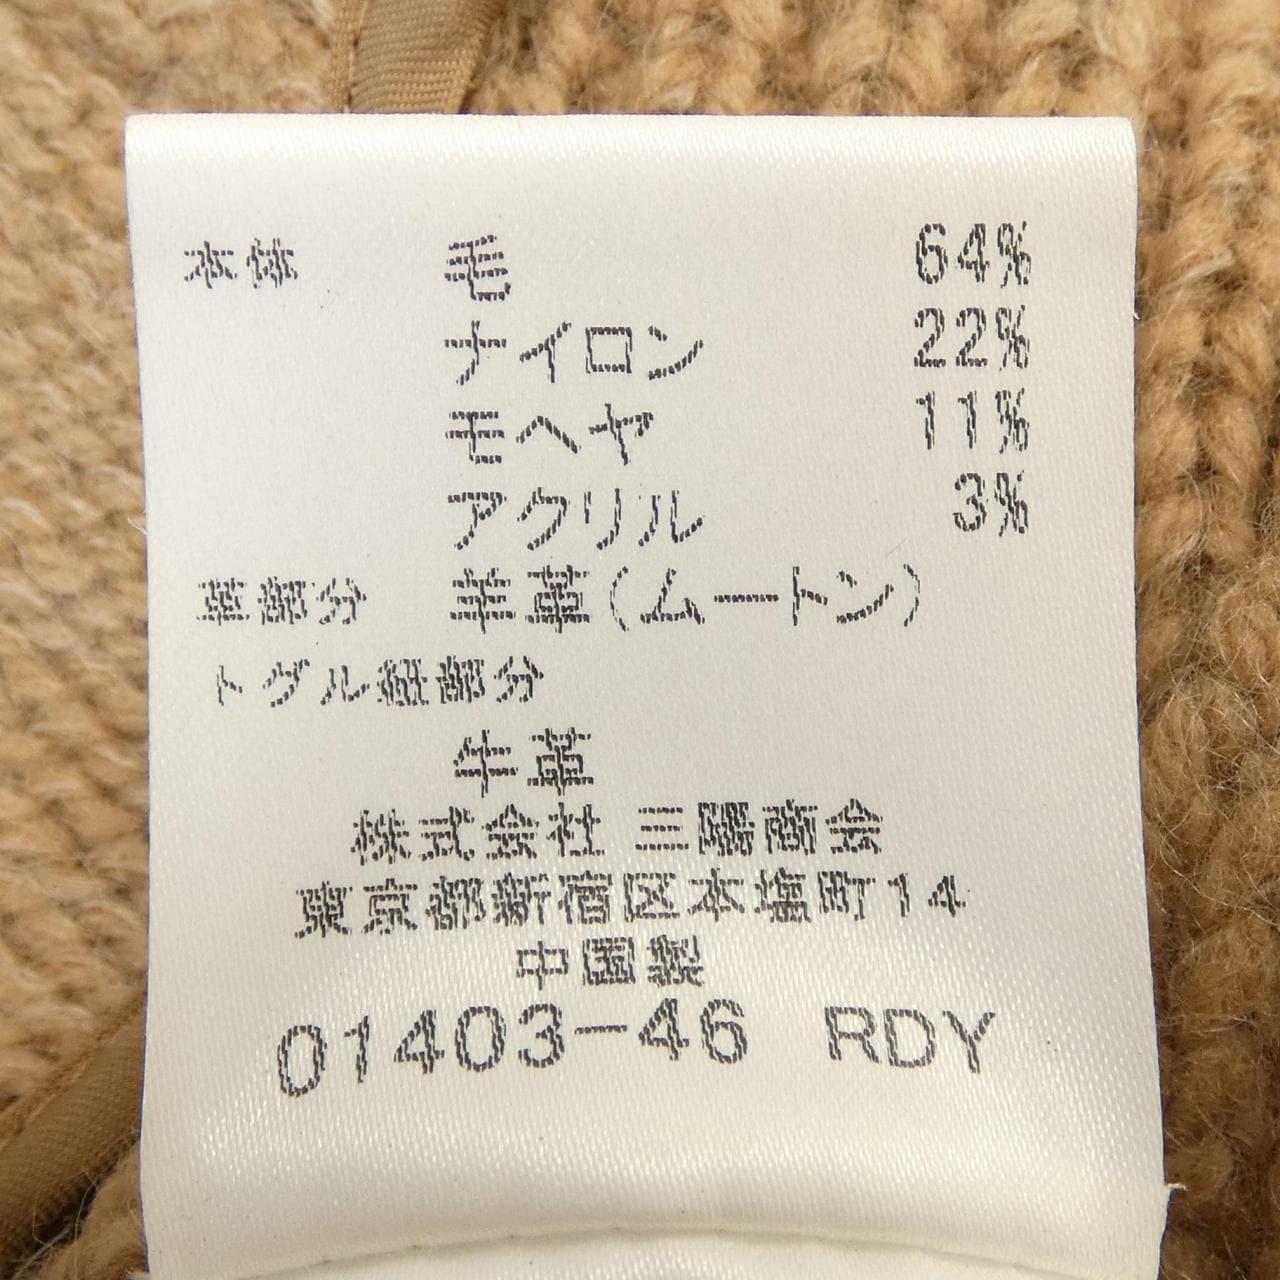 本体 毛 64%
ナイロン 22%
モヘヤ 11%
アクリル 3%
革部分 羊革(ムートン)
トグル紐部分
牛革
株式会社 三陽商会
東京都新宿区本塩町14
中国製
01403-46 RDY